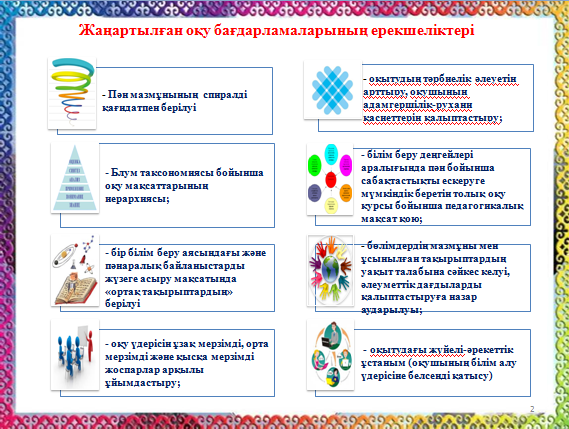 Жаңартылған оқу бағдарламаларының ерекшеліктері
- Пән мазмұнының спиралді
қағидатпен берілуі
- Блум таксономиясы бойынша
оқу мақсаттарының
иерархиясы;
- бір білім беру аясындағы және
пәнаралық байланыстарды
жүзеге асыру мақсатында
«ортақ тақырыптардың»
берілуі
- оқу үдерісін ұзақ мерзімді, орта
мерзімді және қысқа мерзімді
жоспарлар арқылы
ұйымдастыру;
- оқытудың тәрбиелік әлеуетін
арттыру, оқушының
адамгершілік-рухани
қасиеттерін қалыптастыру;
- білім беру деңгейлері
аралығында пән бойынша
сабақтастықты ескеруге
мүмкіндік беретін толық оқу
курсы бойынша педагогикалық
мақсат қою;
- бөлімдердің мазмұны мен
ұсынылған тақырыптардың
уақыт талабына сәйкес келуі,
әлеуметтік дағдыларды
қалыптастыруға назар
аударылуы;
- оқытудағы жүйелі-әрекеттік
ұстаным (оқушының білім алу
үдерісіне белсенді қатысу)
2